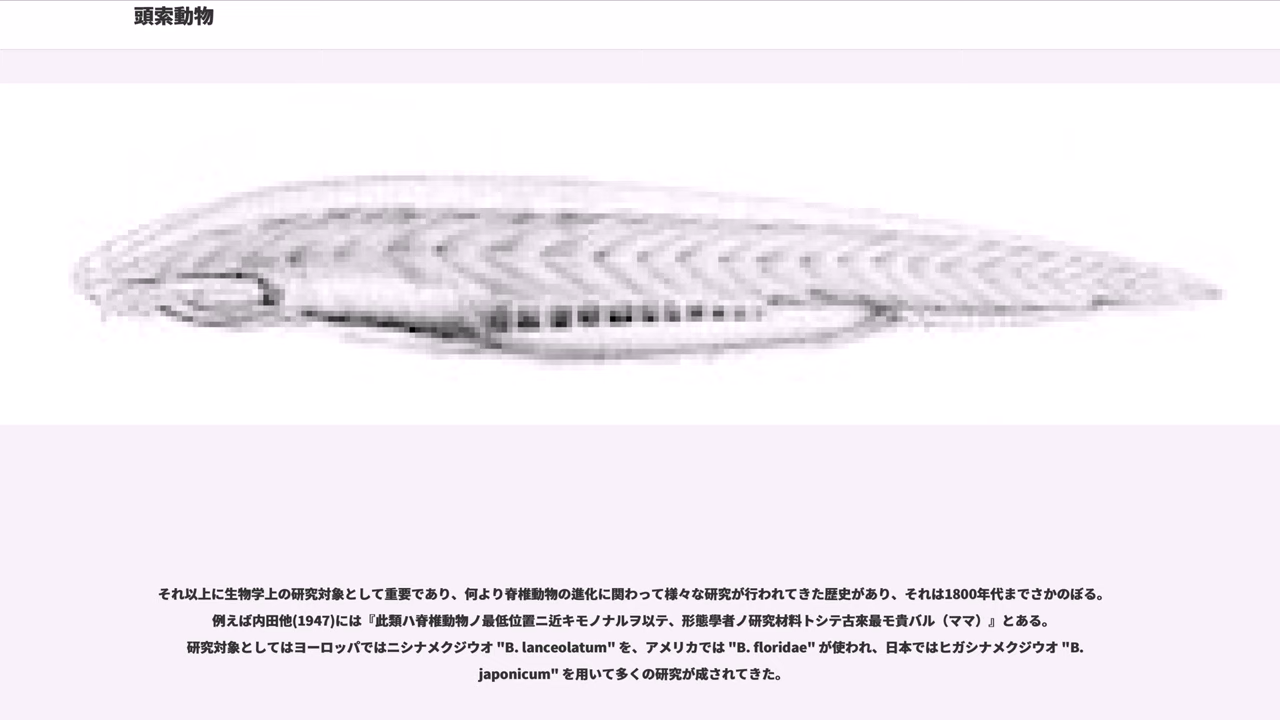 頭索動物
それ以上に生物学上の研究対象として重要であり、何より脊椎動物の進化に関わって様々な研究が行われてきた歴史があり、それは1800年代までさかのぼる。
例えば内田他(1947)には『此類ハ脊椎動物ノ最低位置ニ近キモノナルヲ以テ、形態學者ノ研究材料トシテ古來最モ貴バル（ママ）』とある。
研究対象としてはヨーロッパではニシナメクジウオ "B. lanceolatum" を、アメリカでは "B. floridae" が使われ、日本ではヒガシナメクジウオ "B.
japonicum" を用いて多くの研究が成されてきた。